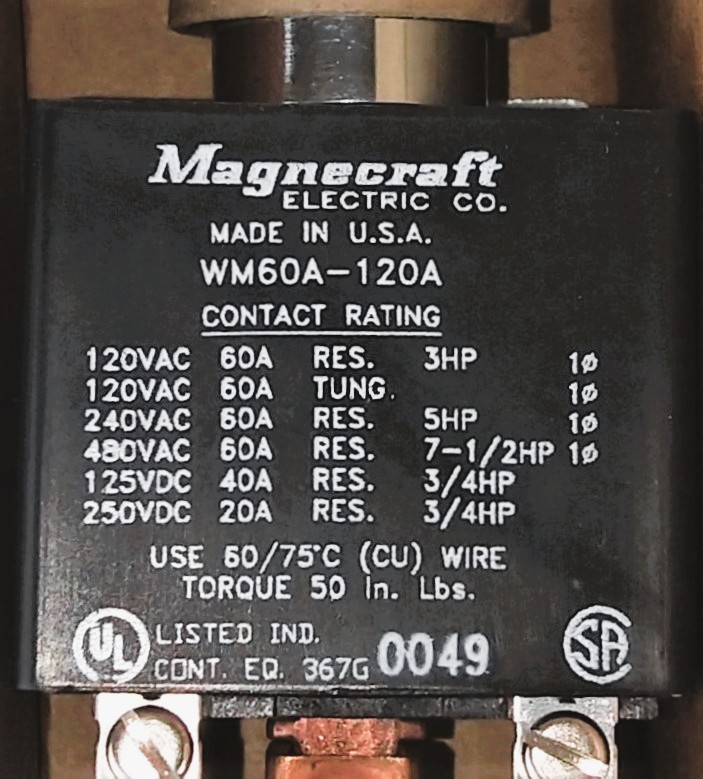 Magnecraft
ELECTRIC CO.
MADE IN U.S.A.
WM60A-120A
CONTACT RATING
120VAC 60A RES. 3HP 1ø
120VAC 60A TUNG. 1ø
240VAC 60A RES. 5HP 1ø
480VAC 60A RES. 7-1/2HP 1ø
125VDC 40A RES. 3/4HP
250VDC 20A RES. 3/4HP
USE 60/75°C (CU) WIRE
TORQUE 50 In. Lbs.
UL LISTED IND.
CONT. EQ. 367G 0049 SA